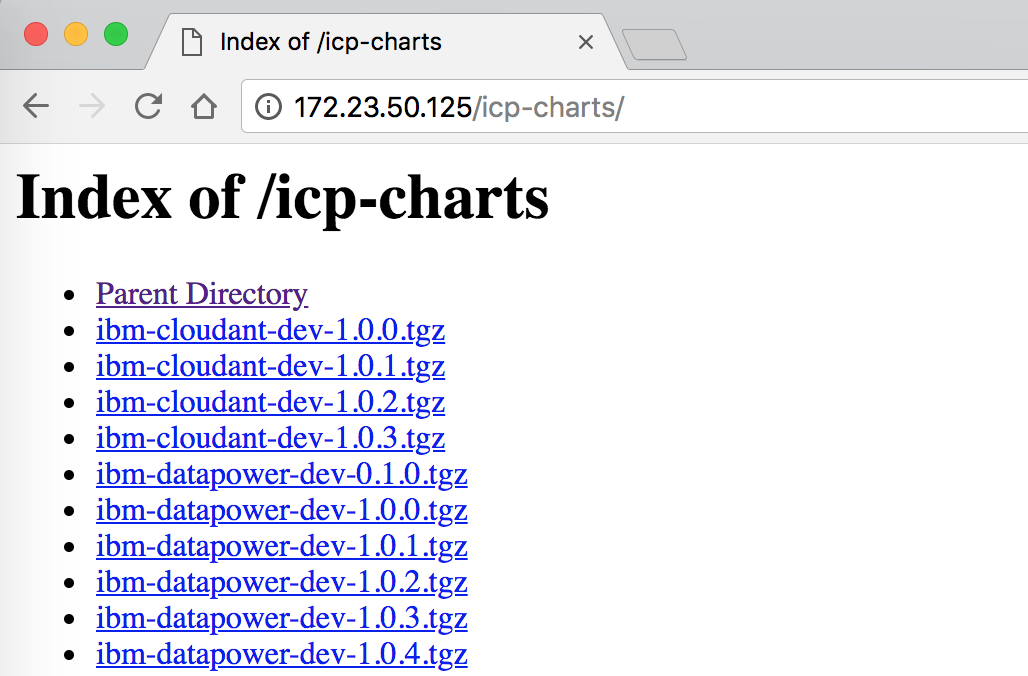 Index of /icp-charts
172.23.50.125/icp-charts/
Index of /icp-charts
Parent Directory
ibm-cloudant-dev-1.0.0.tgz
ibm-cloudant-dev-1.0.1.tgz
ibm-cloudant-dev-1.0.2.tgz
ibm-cloudant-dev-1.0.3.tgz
ibm-datapower-dev-0.1.0.tgz
ibm-datapower-dev-1.0.0.tgz
ibm-datapower-dev-1.0.1.tgz
ibm-datapower-dev-1.0.2.tgz
ibm-datapower-dev-1.0.3.tgz
ibm-datapower-dev-1.0.4.tgz